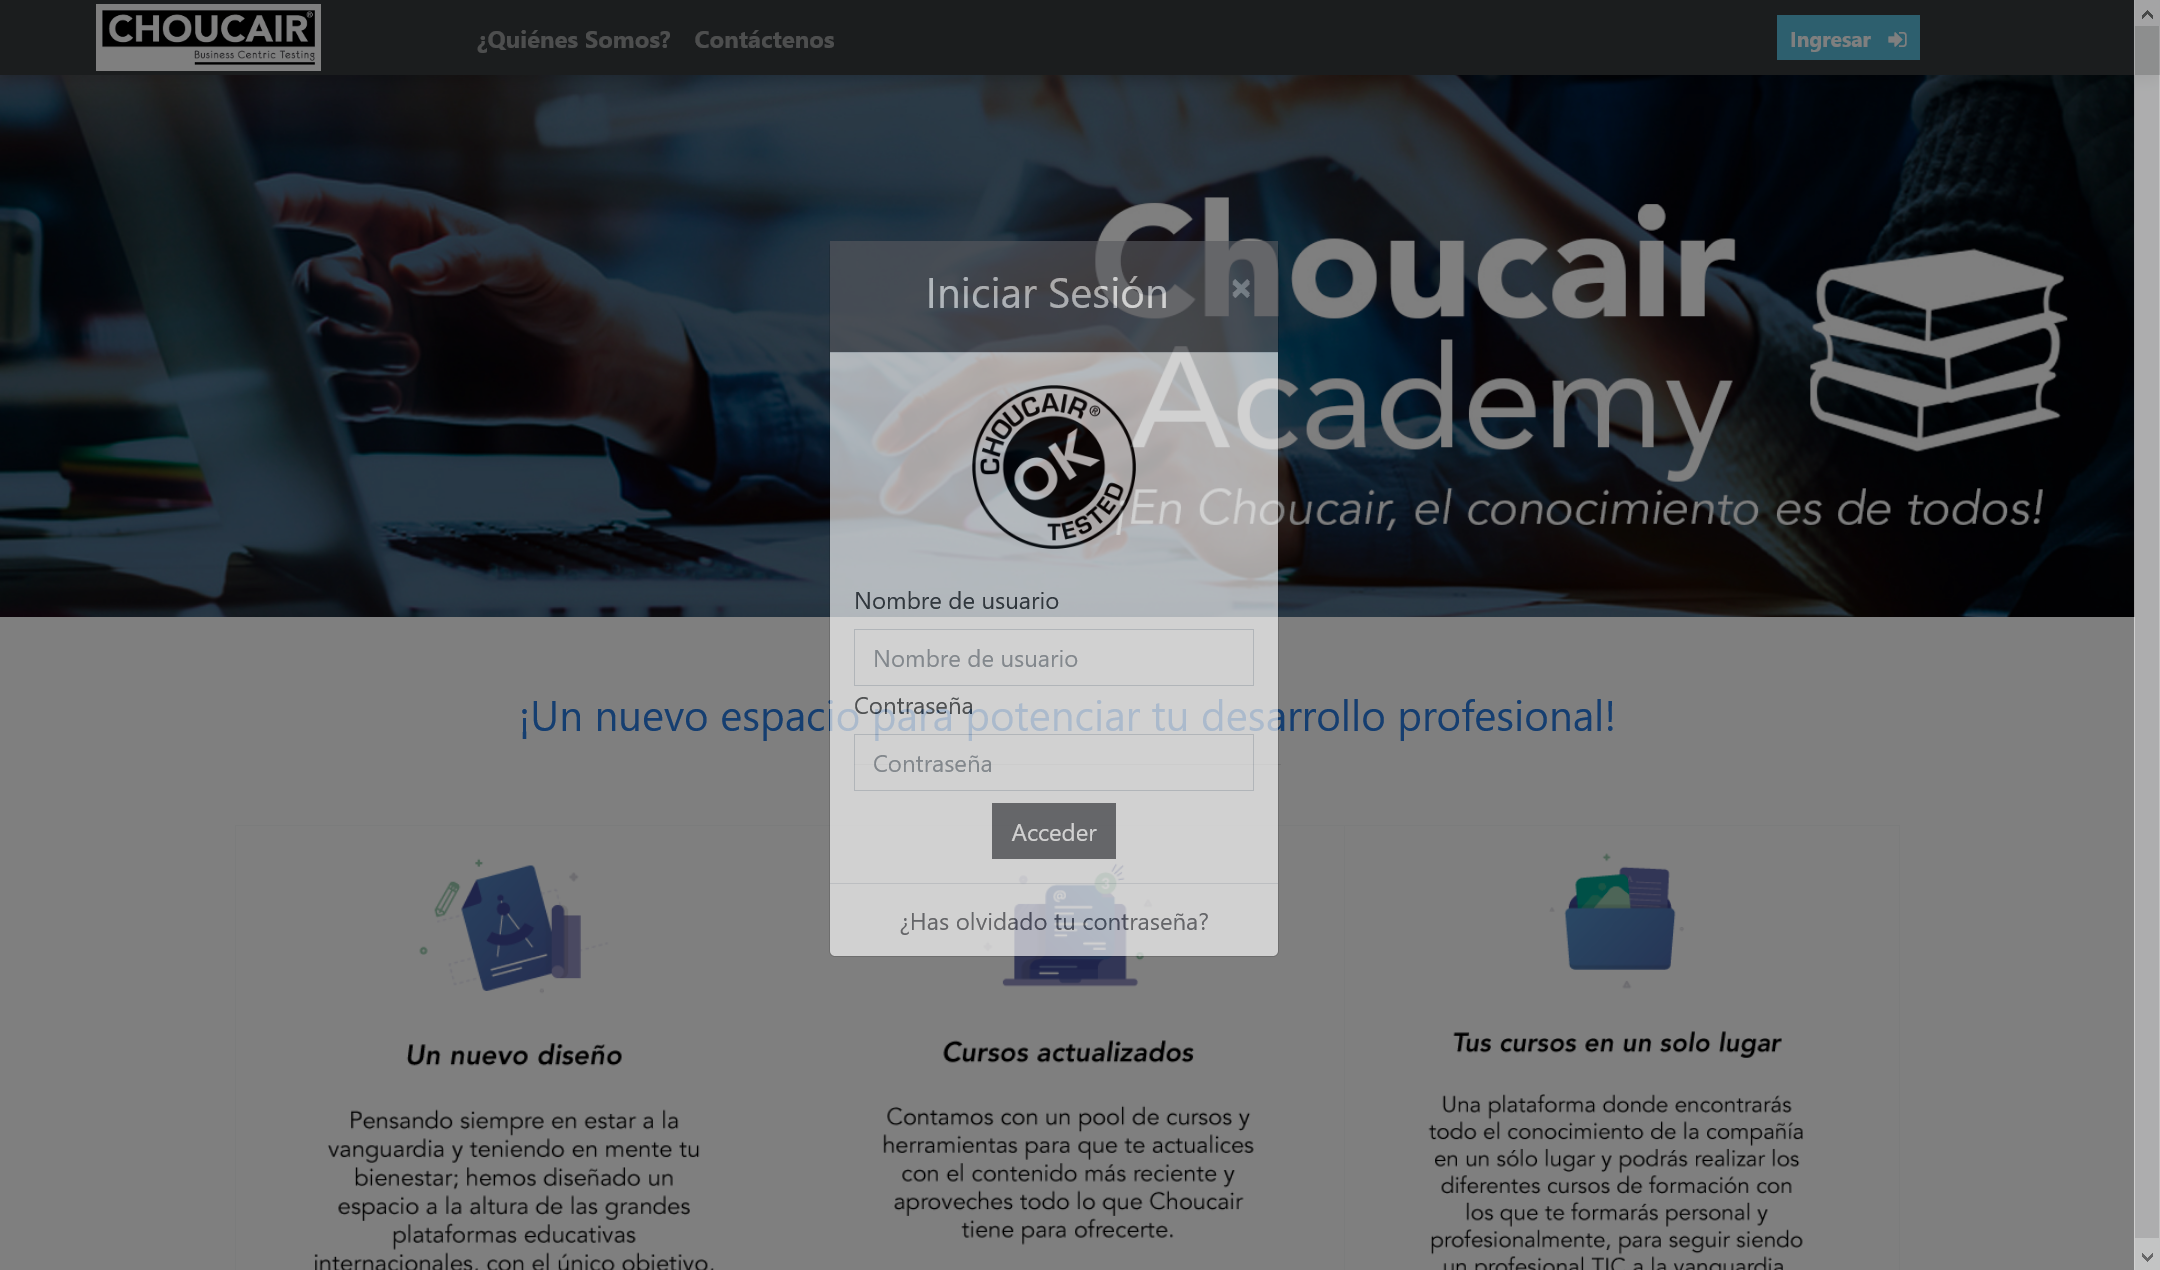 CHOUCAIR®
Business Centric Testing
¿Quiénes Somos?
Contáctenos
Ingresar
Choucair
Academy
¡En Choucair, el conocimiento es de todos!
Iniciar Sesión
×
CHOUCAIR®
OK
TESTED
Nombre de usuario
Nombre de usuario
Contraseña
Contraseña
Acceder
¿Has olvidado tu contraseña?
¡Un nuevo espacio para potenciar tu desarrollo profesional!
Un nuevo diseño
Pensando siempre en estar a la
vanguardia y teniendo en mente tu
bienestar; hemos diseñado un
espacio a la altura de las grandes
plataformas educativas
internacionales, con el único objetivo,
Cursos actualizados
Contamos con un pool de cursos y
herramientas para que te actualices
con el contenido más reciente y
aproveches todo lo que Choucair
tiene para ofrecerte.
Tus cursos en un solo lugar
Una plataforma donde encontrarás
todo el conocimiento de la compañía
en un sólo lugar y podrás realizar los
diferentes cursos de formación con
los que te formarás personal y
profesionalmente, para seguir siendo
un profesional TIC a la vanguardia